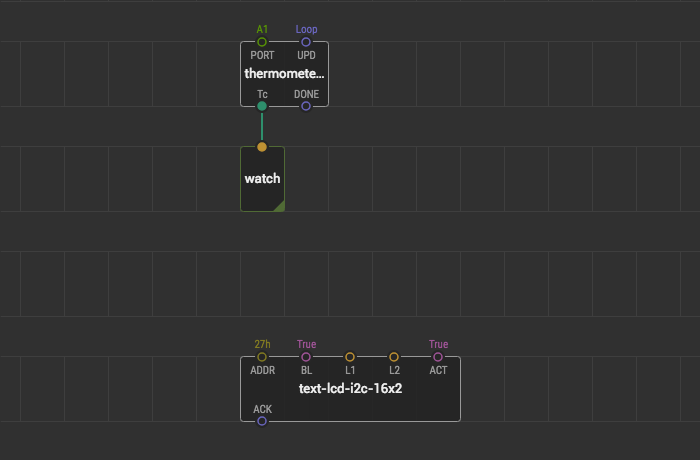 A1 Loop
PORT UPD
thermomete...
Tc DONE
watch
27h True True
ADDR BL L1 L2 ACT
text-lcd-i2c-16x2
ACK